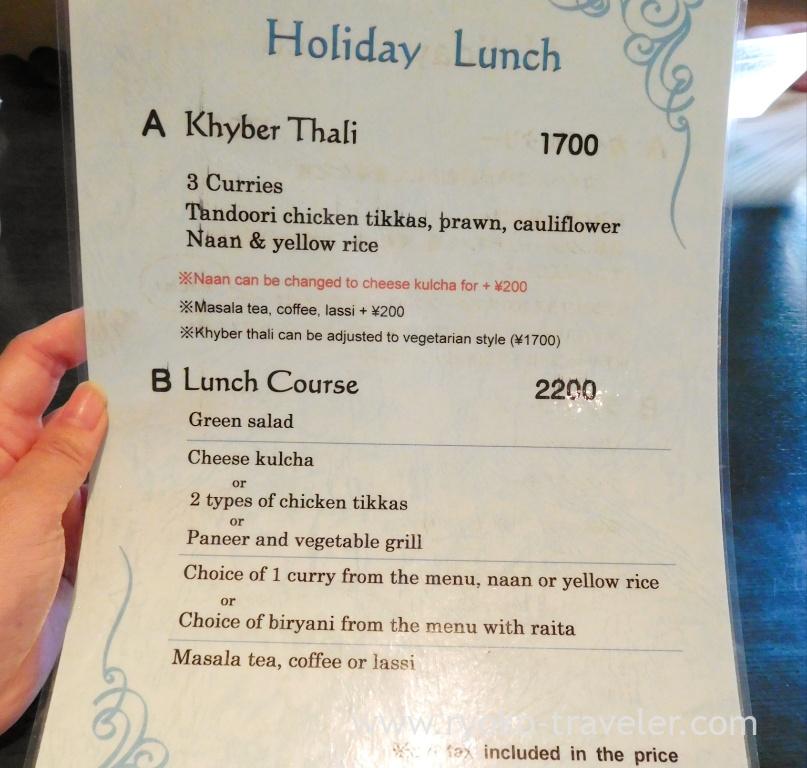 Holiday Lunch
A Khyber Thali 1700
3 Curries
Tandoori chicken tikkas, prawn, cauliflower
Naan & yellow rice
※Naan can be changed to cheese kulcha for + ¥200
※Masala tea, coffee, lassi + ¥200
※Khyber thali can be adjusted to vegetarian style (¥1700)
B Lunch Course 2200
Green salad
Cheese kulcha
or
2 types of chicken tikkas
or
Paneer and vegetable grill
Choice of 1 curry from the menu, naan or yellow rice
or
Choice of biryani from the menu with raita
Masala tea, coffee or lassi
www.ryoko-traveler.com
※ tax included in the price